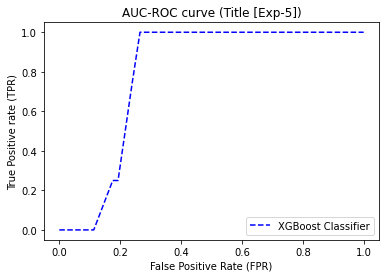 AUC-ROC curve (Title [Exp-5])
True Positive rate (TPR)
1.0
0.8
0.6
0.4
0.2
0.0
XGBoost Classifier
0.0 0.2 0.4 0.6 0.8 1.0
False Positive Rate (FPR)